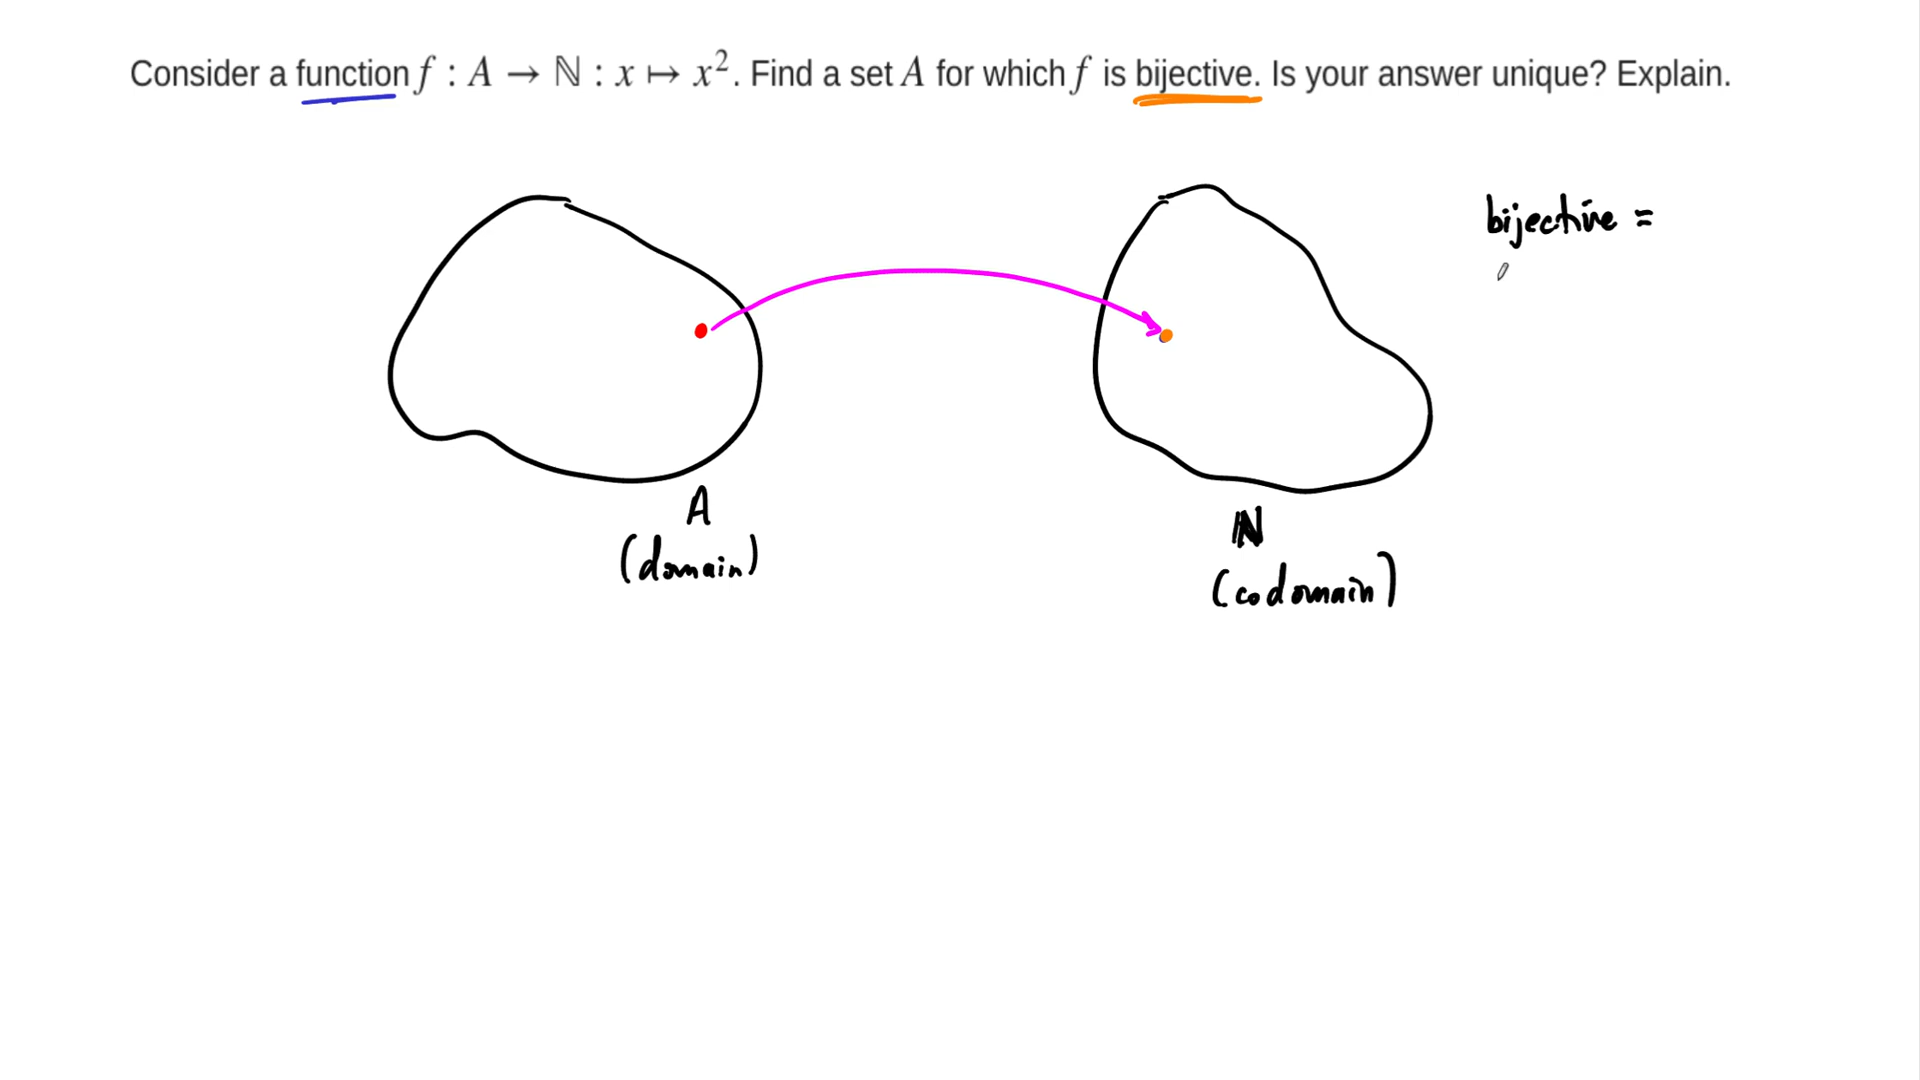 Consider a function f : A → ℕ : x ↦ x². Find a set A for which f is bijective. Is your answer unique? Explain.
bijective =
A
(domain)
ℕ
(codomain)